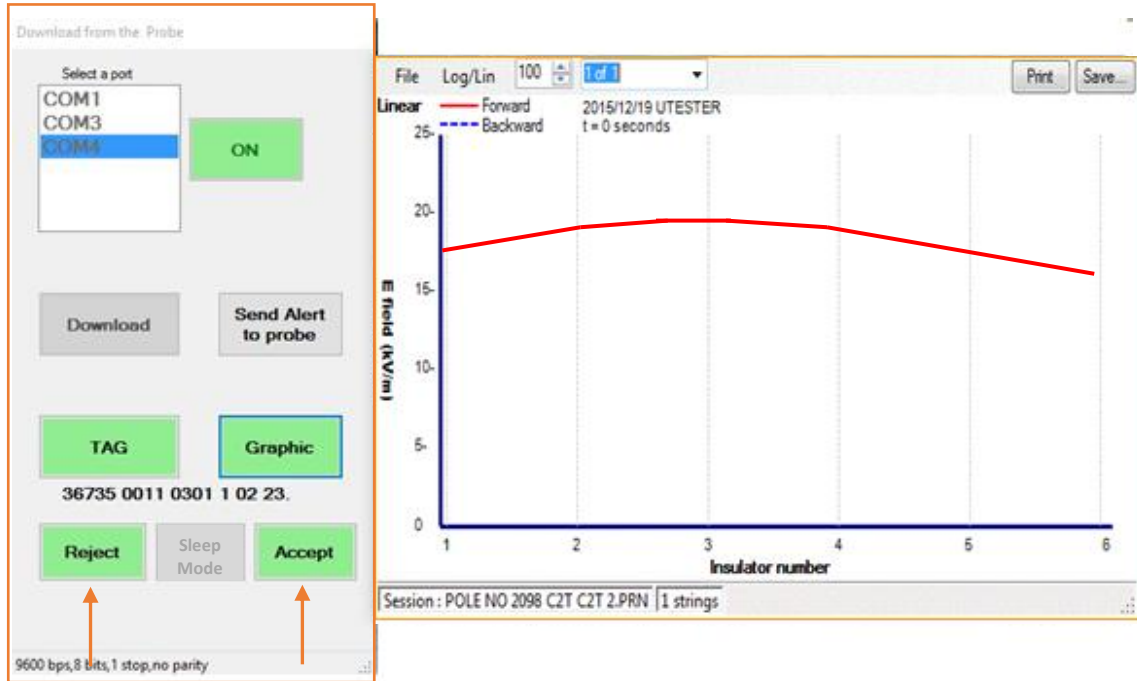 Download from the Probe
Select a port
COM1
COM3
COM4
ON
Download
Send Alert
to probe
TAG
Graphic
36735 0011 0301 1 02 23.
Reject
Sleep
Mode
Accept
9600 bps,8 bits,1 stop,no parity
File Log/Lin 100 1 of 1 Print Save...
Linear Forward 2015/12/19 UTESTER
Backward t = 0 seconds
25-
20-
15-
10-
5-
0
E field (kV/m)
1 2 3 4 5 6
Insulator number
Session : POLE NO 2098 C2T C2T 2.PRN 1 strings